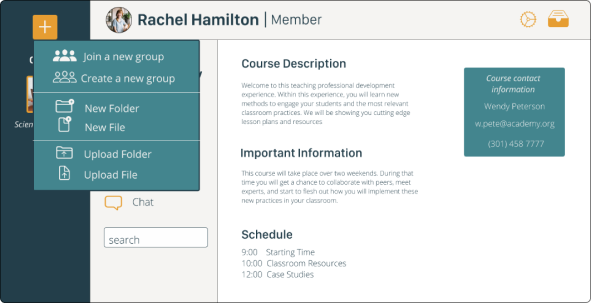 Rachel Hamilton | Member
Join a new group
Create a new group
New Folder
New File
Upload Folder
Upload File
Chat
search
Course Description
Welcome to this teaching professional development
experience. Within this experience, you will learn new
methods to engage your students and the most relevant
classroom practices. We will be showing you cutting edge
lesson plans and resources
Important Information
This course will take place over two weekends. During that
time you will get a chance to collaborate with peers, meet
experts, and start to flesh out how you will implement these
new practices in your classroom.
Schedule
9:00 Starting Time
10:00 Classroom Resources
12:00 Case Studies
Course contact
information
Wendy Peterson
w.pete@academy.org
(301) 458 7777